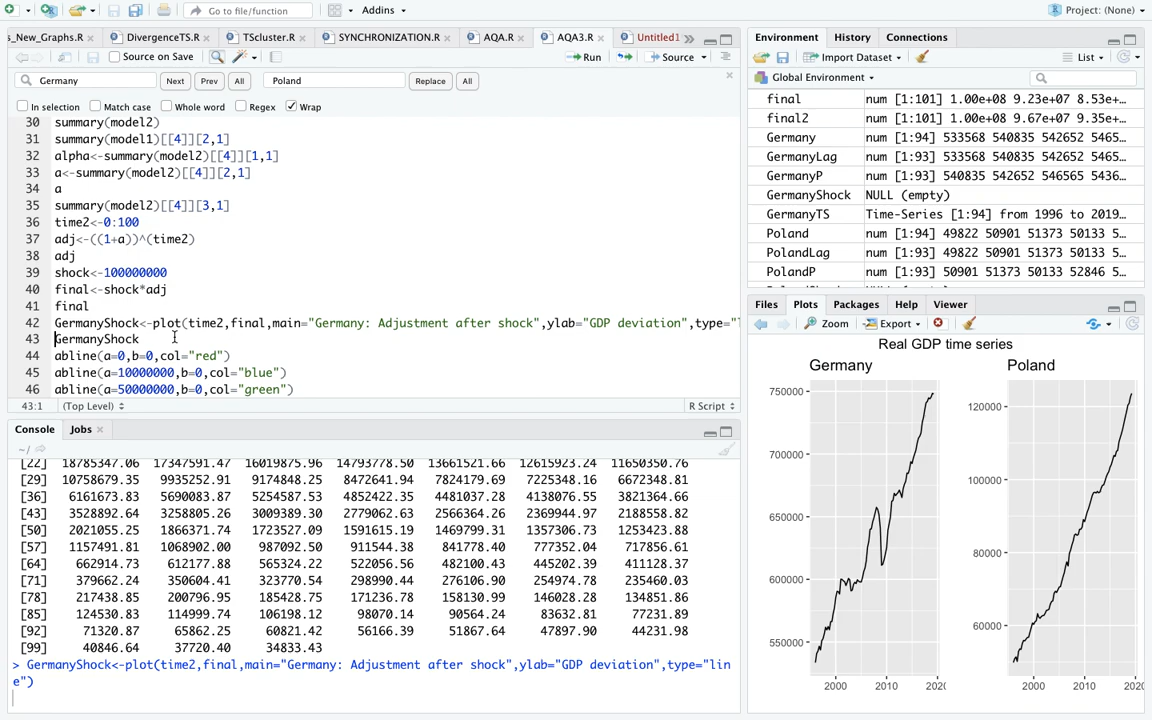 Go to file/function
Addins
Project: (None)
s_New_Graphs.R
DivergenceTS.R
TScluster.R
SYNCHRONIZATION.R
AQA.R
AQA3.R
Untitled1
Source on Save
Run
Source
Germany
Next
Prev
All
Poland
Replace
All
In selection
Match case
Whole word
Regex
Wrap
30 summary(model2)
31 summary(model1)[[4]][2,1]
32 alpha<-summary(model2)[[4]][1,1]
33 a<-summary(model2)[[4]][2,1]
34 a
35 summary(model2)[[4]][3,1]
36 time2<-0:100
37 adj<-((1+a))^(time2)
38 adj
39 shock<-100000000
40 final<-shock*adj
41 final
42 GermanyShock<-plot(time2,final,main="Germany: Adjustment after shock",ylab="GDP deviation",type="l
43 GermanyShock
44 abline(a=0,b=0,col="red")
45 abline(a=10000000,b=0,col="blue")
46 abline(a=50000000,b=0,col="green")
43:1
(Top Level)
R Script
Console
Jobs
~/
[22] 18785347.06 17347591.47 16019875.96 14793778.50 13661521.66 12615923.24 11650350.76
[29] 10758679.35 9935252.91 9174848.25 8472641.94 7824179.69 7225348.16 6672348.81
[36] 6161673.83 5690083.87 5254587.53 4852422.35 4481037.28 4138076.55 3821364.66
[43] 3528892.64 3258805.26 3009389.30 2779062.63 2566364.26 2369944.97 2188558.82
[50] 2021055.25 1866371.74 1723527.09 1591615.19 1469799.31 1357306.73 1253423.88
[57] 1157491.81 1068902.00 987092.50 911544.38 841778.40 777352.04 717856.61
[64] 662914.73 612177.88 565324.22 522056.56 482100.43 445202.39 411128.37
[71] 379662.24 350604.41 323770.54 298990.44 276106.90 254974.78 235460.03
[78] 217438.85 200796.95 185428.75 171236.78 158130.99 146028.28 134851.86
[85] 124530.83 114999.74 106198.12 98070.14 90564.24 83632.81 77231.89
[92] 71320.87 65862.25 60821.42 56166.39 51867.64 47897.90 44231.98
[99] 40846.64 37720.40 34833.43
> GermanyShock<-plot(time2,final,main="Germany: Adjustment after shock",ylab="GDP deviation",type="lin
e")
Environment
History
Connections
Import Dataset
List
Global Environment
final num [1:101] 1.00e+08 9.23e+07 8.53e+…
final2 num [1:101] 1.00e+08 9.67e+07 9.35e+…
Germany num [1:94] 533568 540835 542652 5465…
GermanyLag num [1:93] 533568 540835 542652 5465…
GermanyP num [1:93] 540835 542652 546565 5436…
GermanyShock NULL (empty)
GermanyTS Time-Series [1:94] from 1996 to 2019…
Poland num [1:94] 49822 50901 51373 50133 5…
PolandLag num [1:93] 49822 50901 51373 50133 5…
PolandP num [1:93] 50901 51373 50133 52846 5…
Files
Plots
Packages
Help
Viewer
Zoom
Export
Real GDP time series
Germany
Poland
750000
700000
650000
600000
550000
2000
2010
202
120000
100000
80000
60000
2000
2010
2020